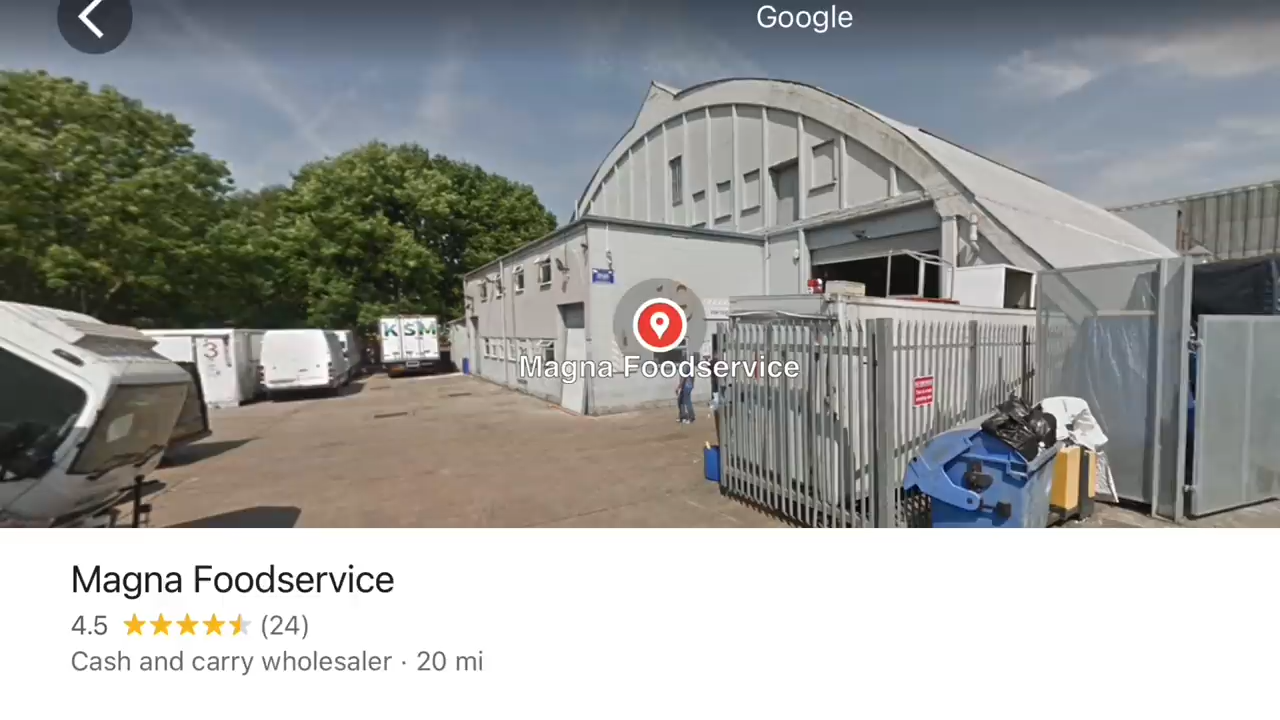 Google
3
KSM
Magna Foodservice
Magna Foodservice
4.5 (24)
Cash and carry wholesaler · 20 mi